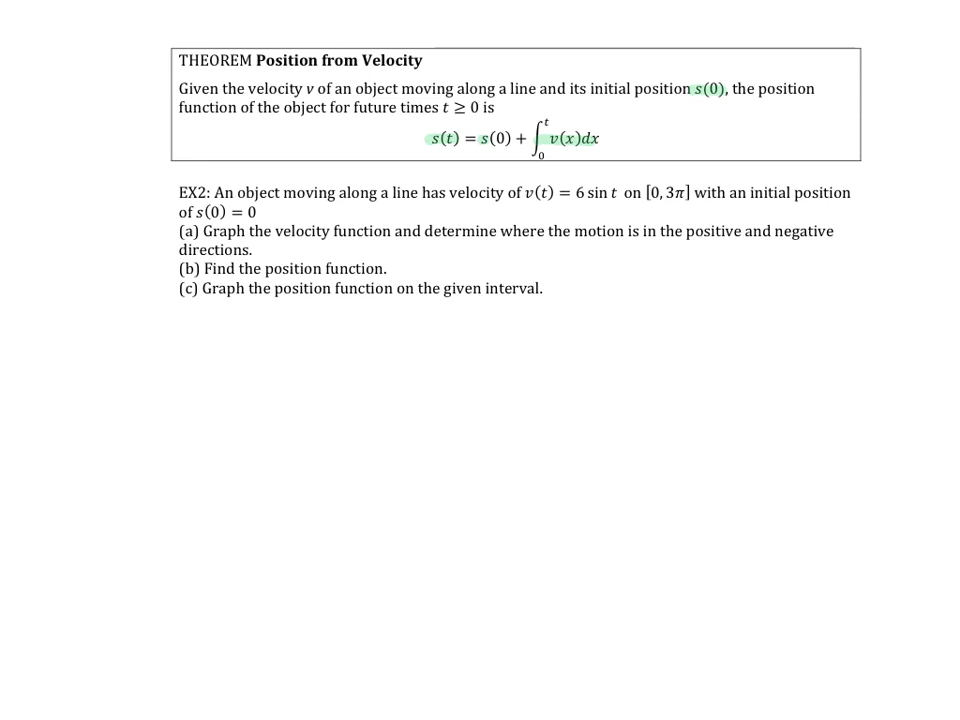 THEOREM Position from Velocity
Given the velocity v of an object moving along a line and its initial position s(0), the position
function of the object for future times t ≥ 0 is
s(t) = s(0) + ∫₀ᵗ v(x)dx
EX2: An object moving along a line has velocity of v(t) = 6 sin t on [0, 3π] with an initial position
of s(0) = 0
(a) Graph the velocity function and determine where the motion is in the positive and negative
directions.
(b) Find the position function.
(c) Graph the position function on the given interval.